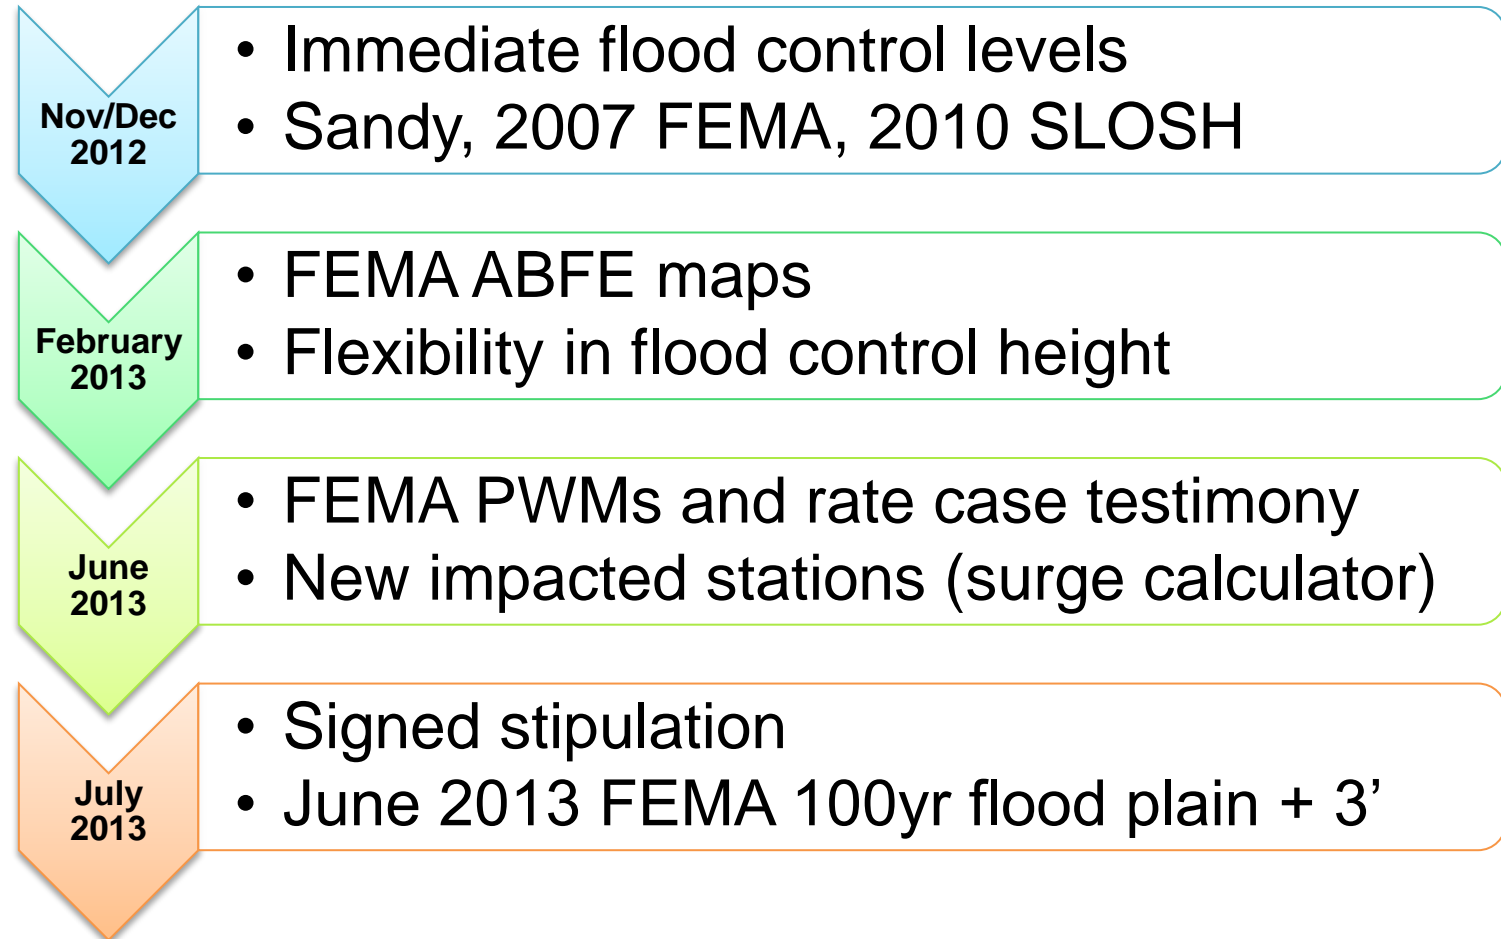 Nov/Dec
2012
• Immediate flood control levels
• Sandy, 2007 FEMA, 2010 SLOSH
February
2013
• FEMA ABFE maps
• Flexibility in flood control height
June
2013
• FEMA PWMs and rate case testimony
• New impacted stations (surge calculator)
July
2013
• Signed stipulation
• June 2013 FEMA 100yr flood plain + 3’